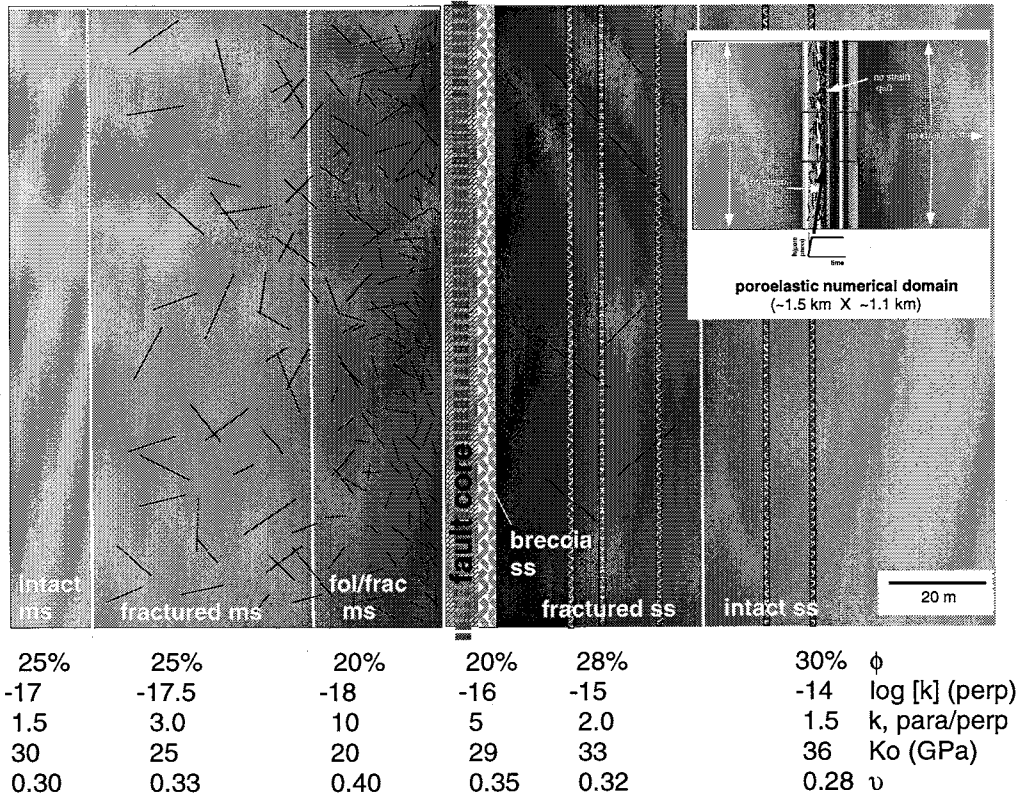 no strain
poroelastic numerical domain
(~1.5 km X ~1.1 km)
time
20 m
fault core
breccia
ss
intact
ms
fractured ms
fol/frac
ms
fractured ss
intact ss
25% 25% 20% 20% 28% 30% ϕ
-17 -17.5 -18 -16 -15 -14 log [k] (perp)
1.5 3.0 10 5 2.0 1.5 k, para/perp
30 25 20 29 33 36 Ko (GPa)
0.30 0.33 0.40 0.35 0.32 0.28 υ